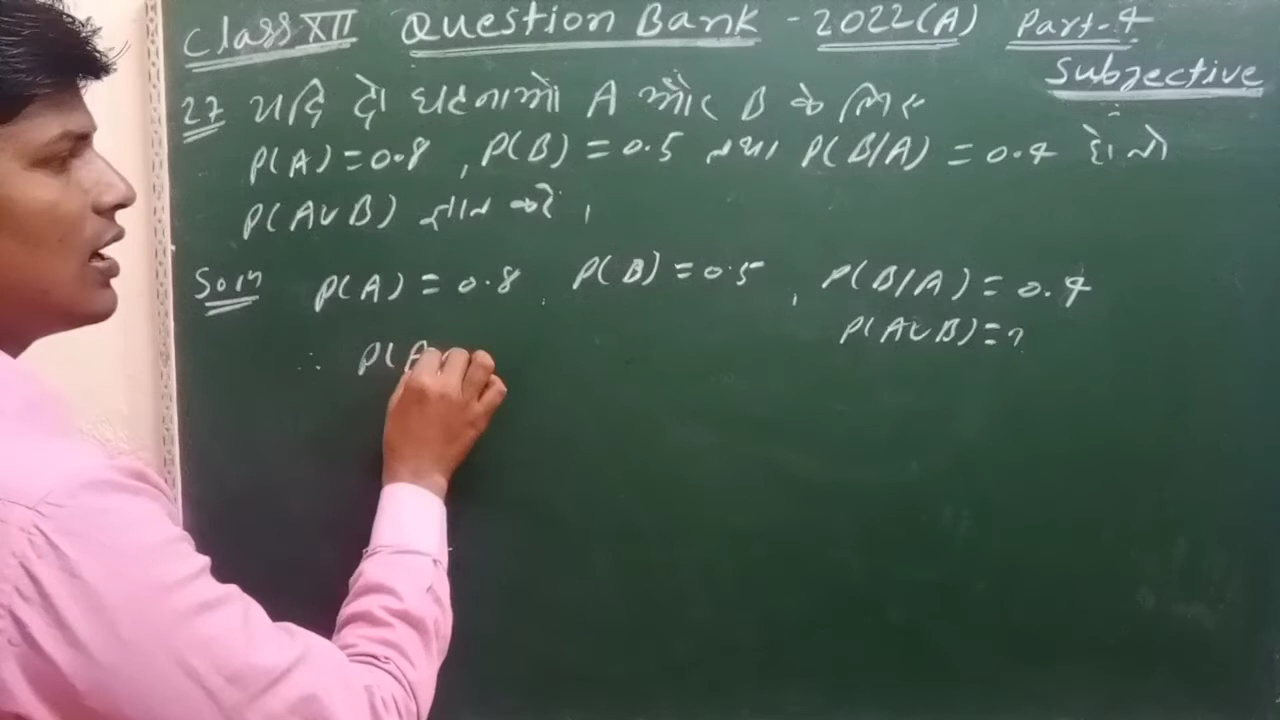 Class XII Question Bank - 2022(A) Part-4
Subjective
27 यदि दो घटनाओं A और B के लिए
P(A) = 0.8 , P(B) = 0.5 तथा P(B/A) = 0.4 हो तो
P(A∪B) ज्ञात करें ।
Soln P(A) = 0.8 , P(B) = 0.5 , P(B/A) = 0.4
P(A∪B) = ?
∴ P(A